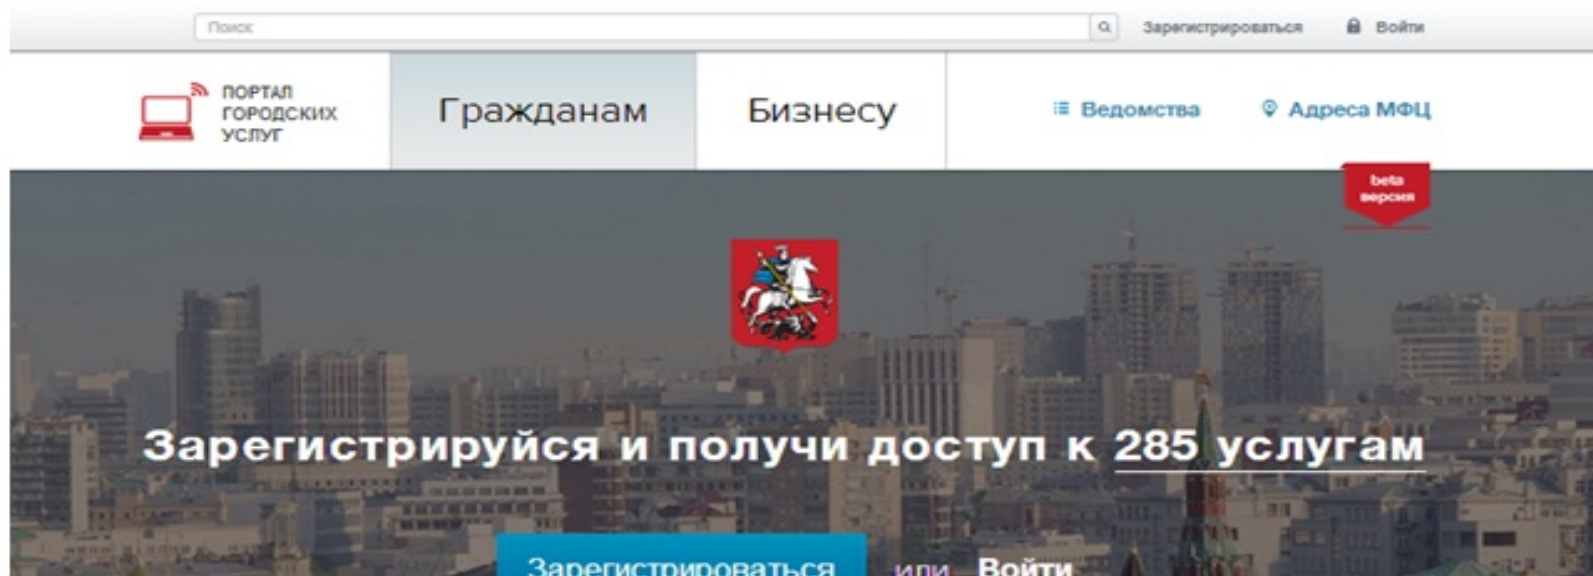 Поиск
Зарегистрироваться
Войти
ПОРТАЛ
ГОРОДСКИХ
УСЛУГ
Гражданам
Бизнесу
Ведомства
Адреса МФЦ
beta
версия
Зарегистрируйся и получи доступ к 285 услугам
Зарегистрироваться или Войти